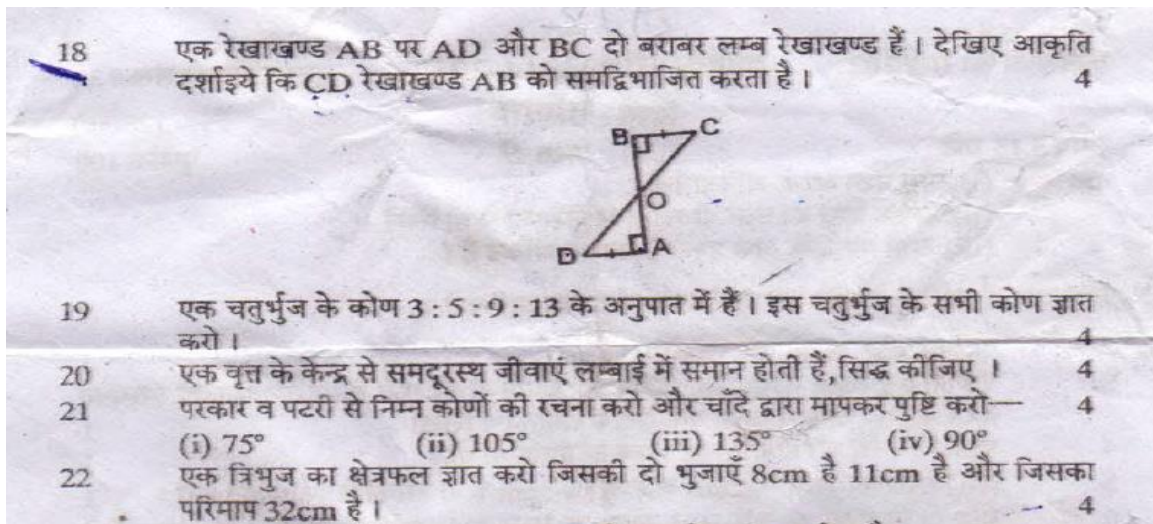 18 एक रेखाखण्ड AB पर AD और BC दो बराबर लम्ब रेखाखण्ड हैं । देखिए आकृति
दर्शाइये कि CD रेखाखण्ड AB को समद्विभाजित करता है । 4
B C
O
D A
19 एक चतुर्भुज के कोण 3 : 5 : 9 : 13 के अनुपात में हैं । इस चतुर्भुज के सभी कोण ज्ञात
करो । 4
20 एक वृत्त के केन्द्र से समदूरस्थ जीवाएं लम्बाई में समान होती हैं, सिद्ध कीजिए । 4
21 परकार व पटरी से निम्न कोणों की रचना करो और चाँदे द्वारा मापकर पुष्टि करो— 4
(i) 75° (ii) 105° (iii) 135° (iv) 90°
22 एक त्रिभुज का क्षेत्रफल ज्ञात करो जिसकी दो भुजाएँ 8cm है 11cm है और जिसका
परिमाप 32cm है । 4